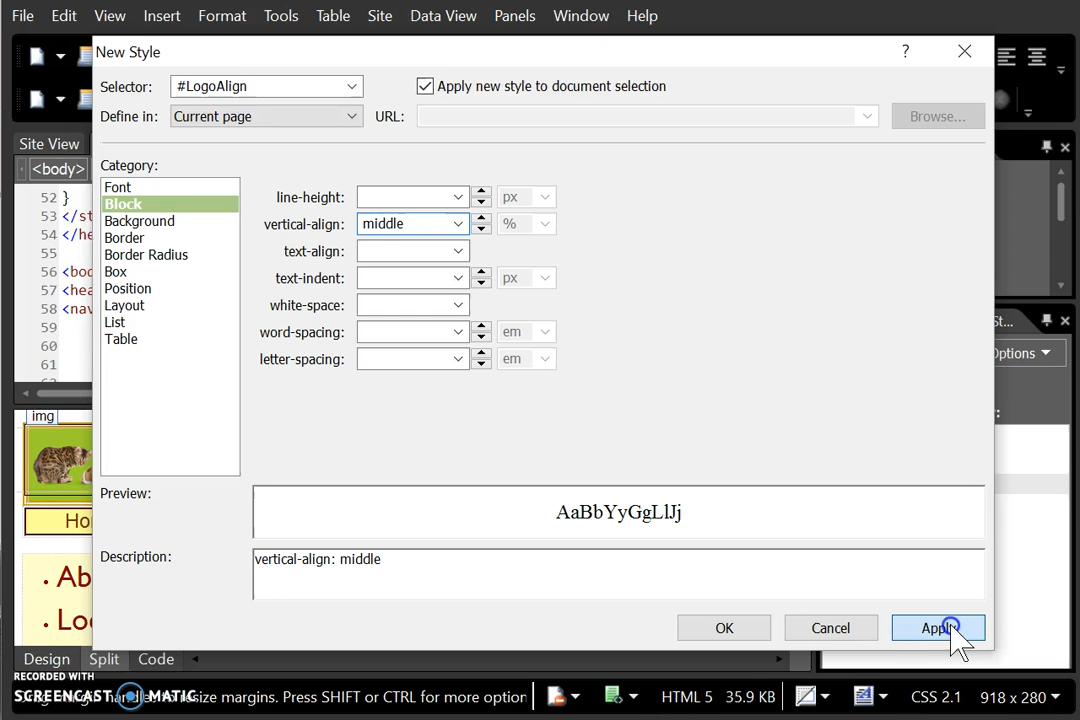 File Edit View Insert Format Tools Table Site Data View Panels Window Help
New Style ?
Selector: #LogoAlign Apply new style to document selection
Define in: Current page URL: Browse...
Site View
<body>
Category:
Font
Block
Background
Border
Border Radius
Box
Position
Layout
List
Table
line-height: px
vertical-align: middle %
text-align:
text-indent: px
white-space:
word-spacing: em
letter-spacing: em
52 }
53 </st
54 </he
55
56 <bod
57 <hea
58 <nav
59
60
61
St...
Options
img
Ho
• Ab
• Loc
Preview: AaBbYyGgLlJj
Description: vertical-align: middle
OK Cancel Apply
Design Split Code
RECORDED WITH
SCREENCAST MATIC
resize margins. Press SHIFT or CTRL for more option
HTML 5 35.9 KB CSS 2.1 918 x 280